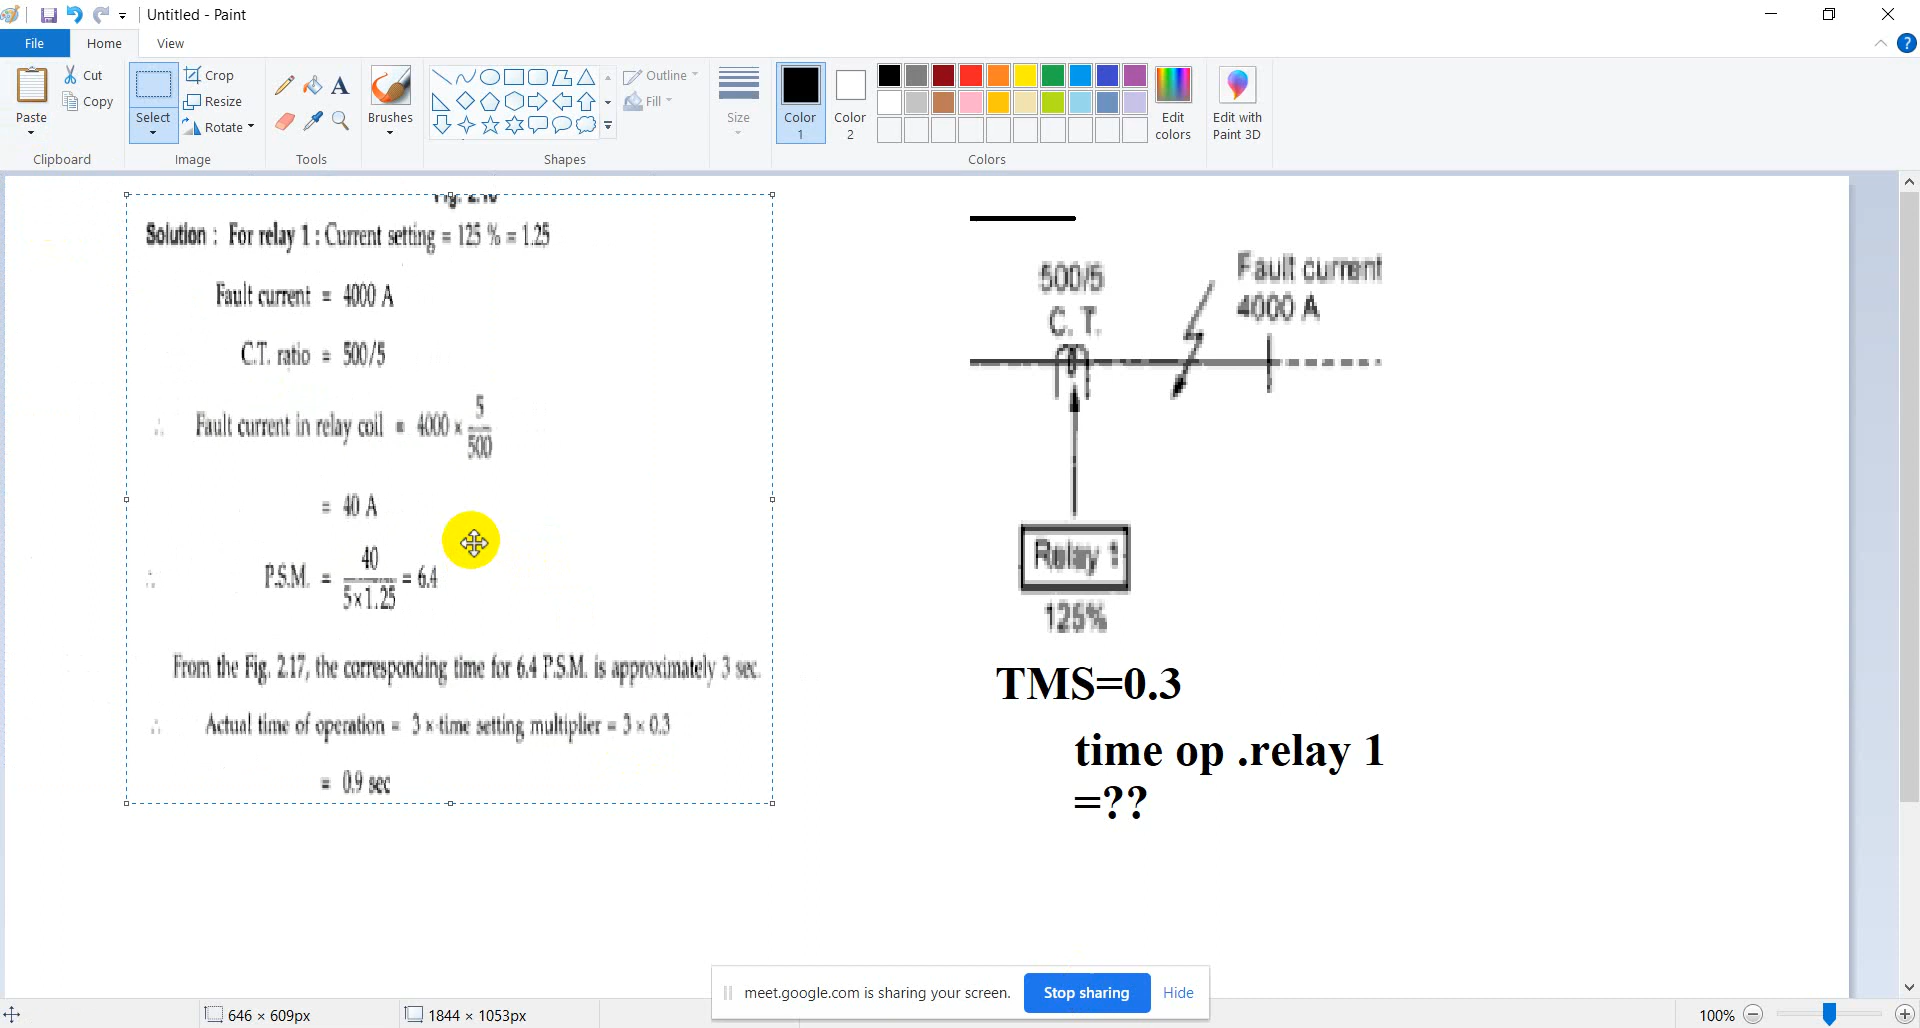 Untitled - Paint
File Home View
Paste
Cut
Copy
Clipboard
Select
Crop
Resize
Rotate
Image
Tools
Brushes
Shapes
Outline
Fill
Size
Color 1
Color 2
Edit colors
Edit with Paint 3D
Colors
Solution : For relay 1 : Current setting = 125 % = 1.25
Fault current = 4000 A
C.T. ratio = 500/5
∴ Fault current in relay coil = 4000 × 5/500
= 40 A
∴ P.S.M. = 40/5×1.25 = 6.4
From the Fig. 2.17, the corresponding time for 6.4 P.S.M. is approximately 3 sec.
∴ Actual time of operation = 3 × time setting multiplier = 3 × 0.3
= 0.9 sec
500/5
C. T.
Fault current
4000 A
Relay 1
125%
TMS=0.3
time op .relay 1
=??
meet.google.com is sharing your screen.
Stop sharing
Hide
646 × 609px
1844 × 1053px
100%